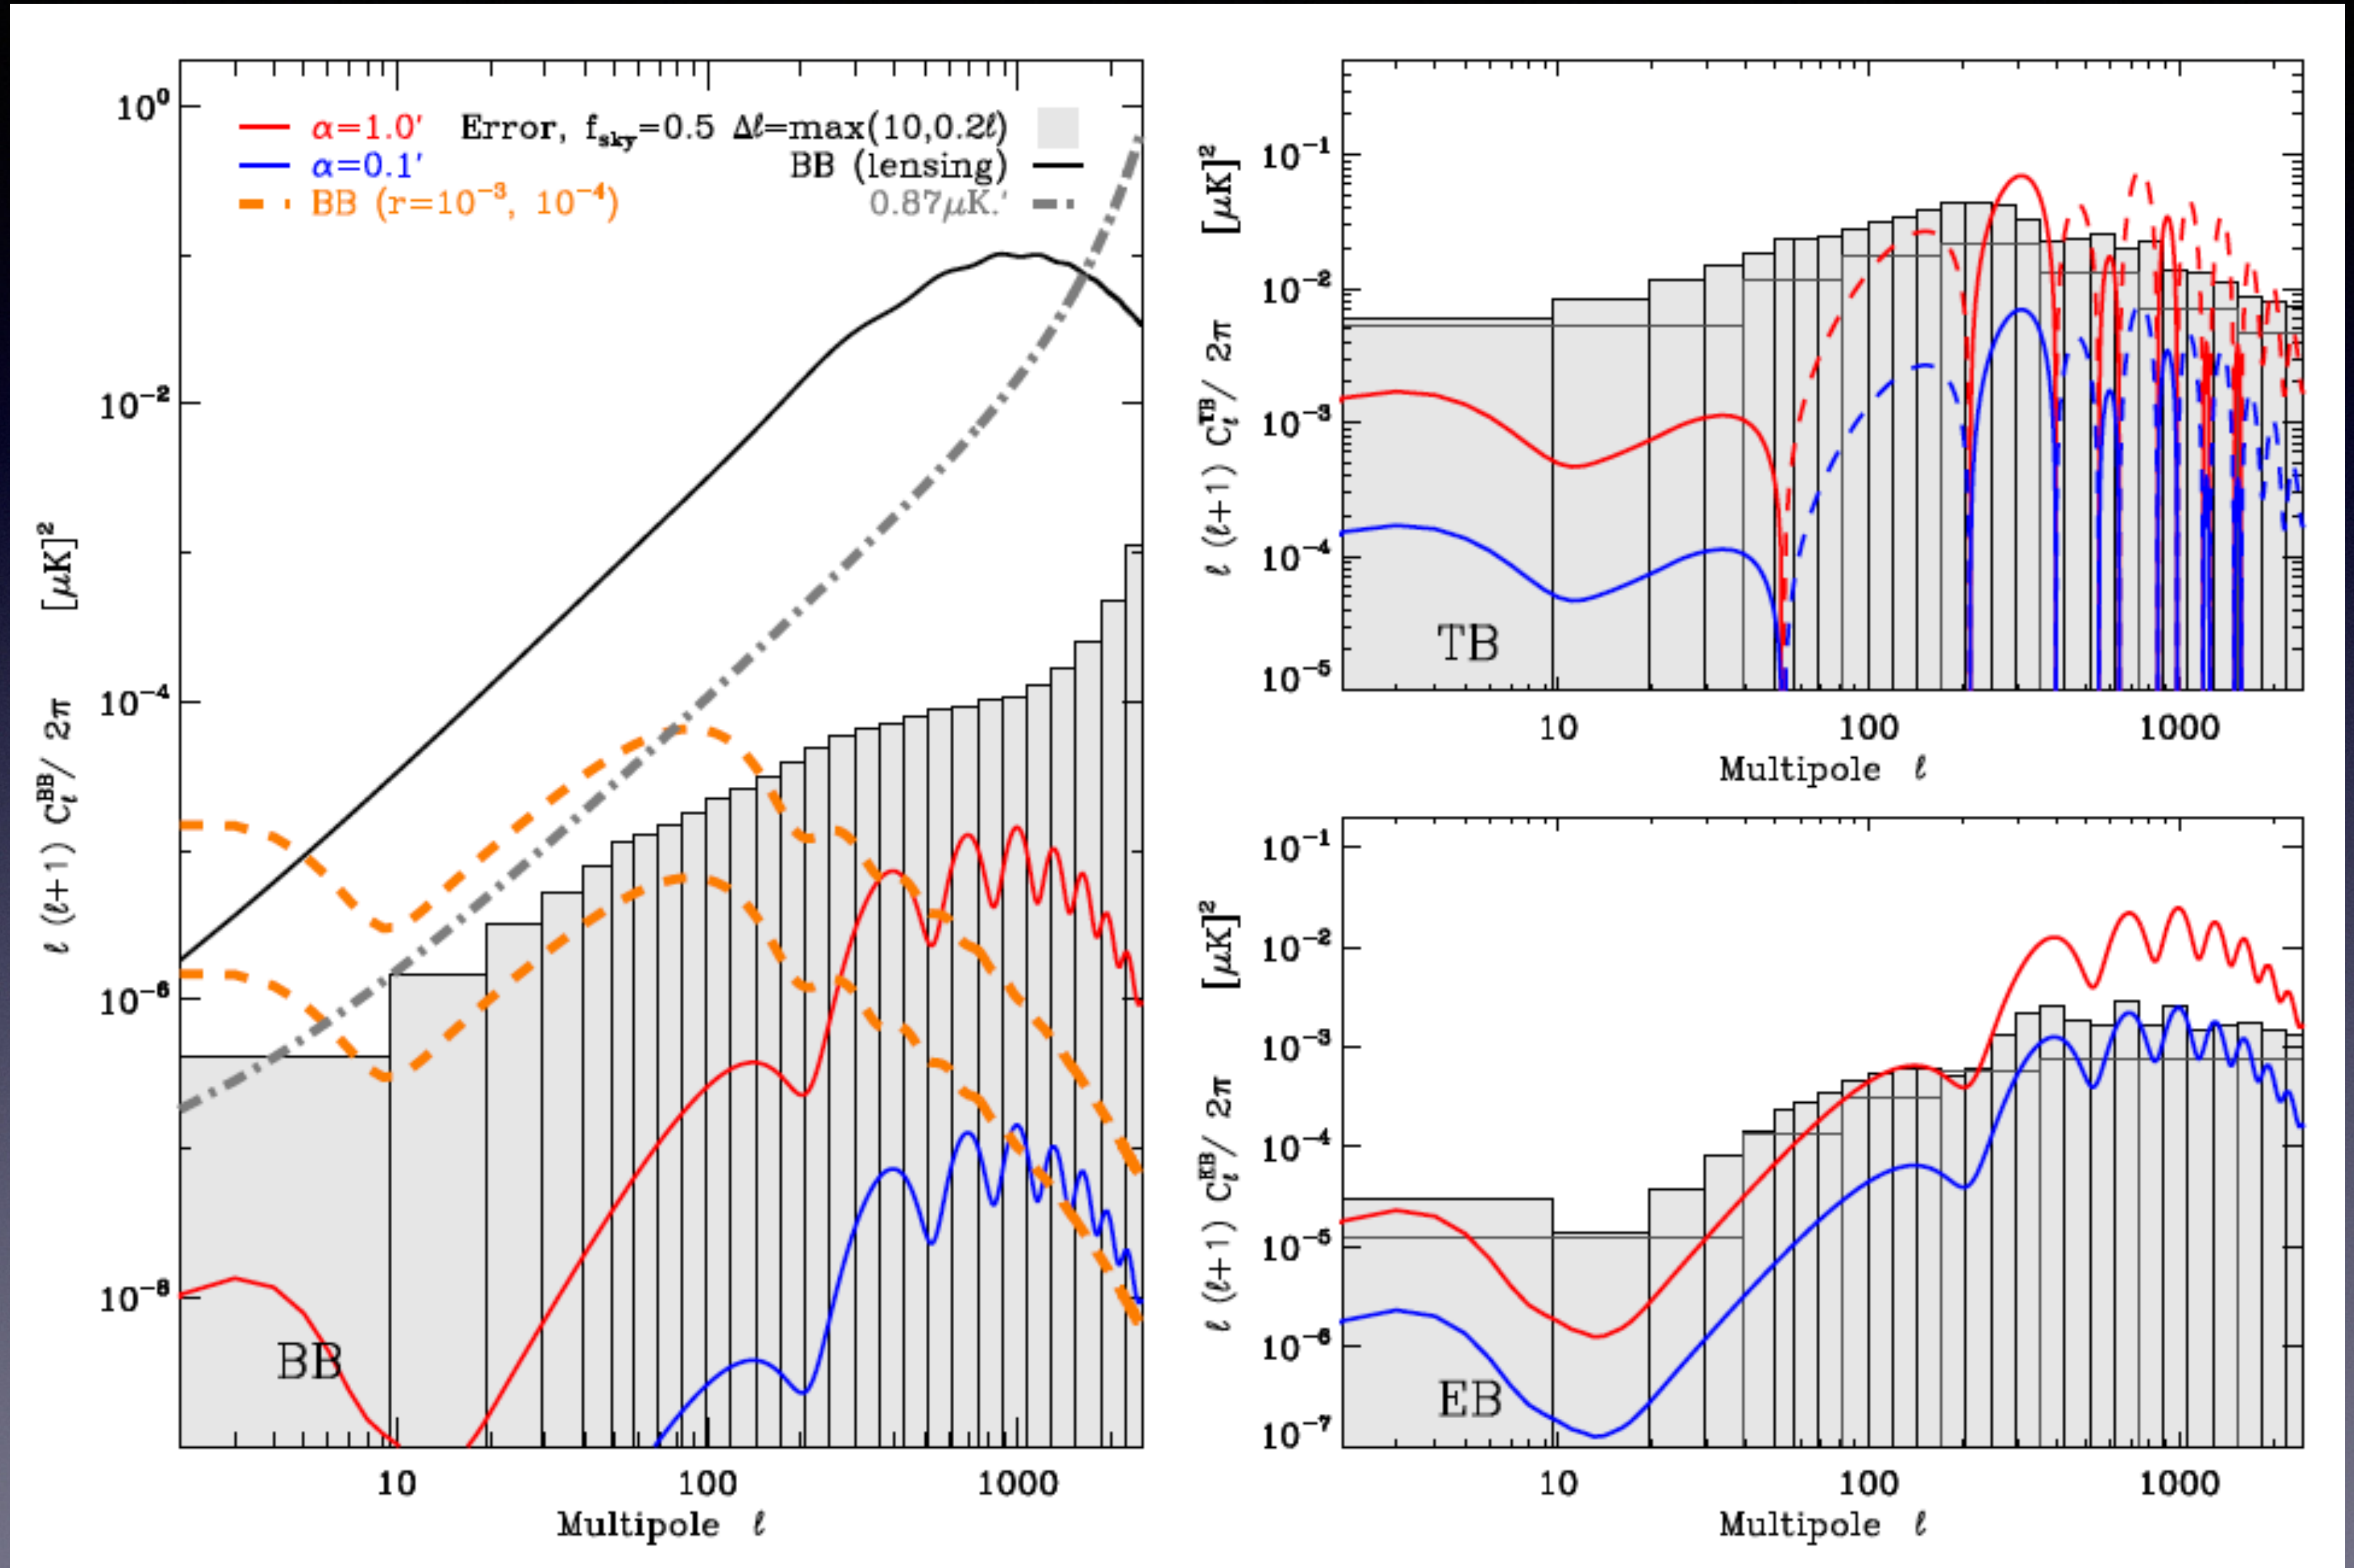 α=1.0′ Error, f_sky=0.5 Δℓ=max(10,0.2ℓ)
α=0.1′ BB (lensing)
BB (r=10⁻³, 10⁻⁴) 0.87μK.′
10⁰
10⁻²
10⁻⁴
10⁻⁶
10⁻⁸
ℓ (ℓ+1) C_ℓ^BB / 2π [μK]²
BB
10 100 1000
Multipole ℓ
10⁻¹
10⁻²
10⁻³
10⁻⁴
10⁻⁵
ℓ (ℓ+1) C_ℓ^TB / 2π [μK]²
TB
10 100 1000
Multipole ℓ
10⁻¹
10⁻²
10⁻³
10⁻⁴
10⁻⁵
10⁻⁶
10⁻⁷
ℓ (ℓ+1) C_ℓ^EB / 2π [μK]²
EB
10 100 1000
Multipole ℓ